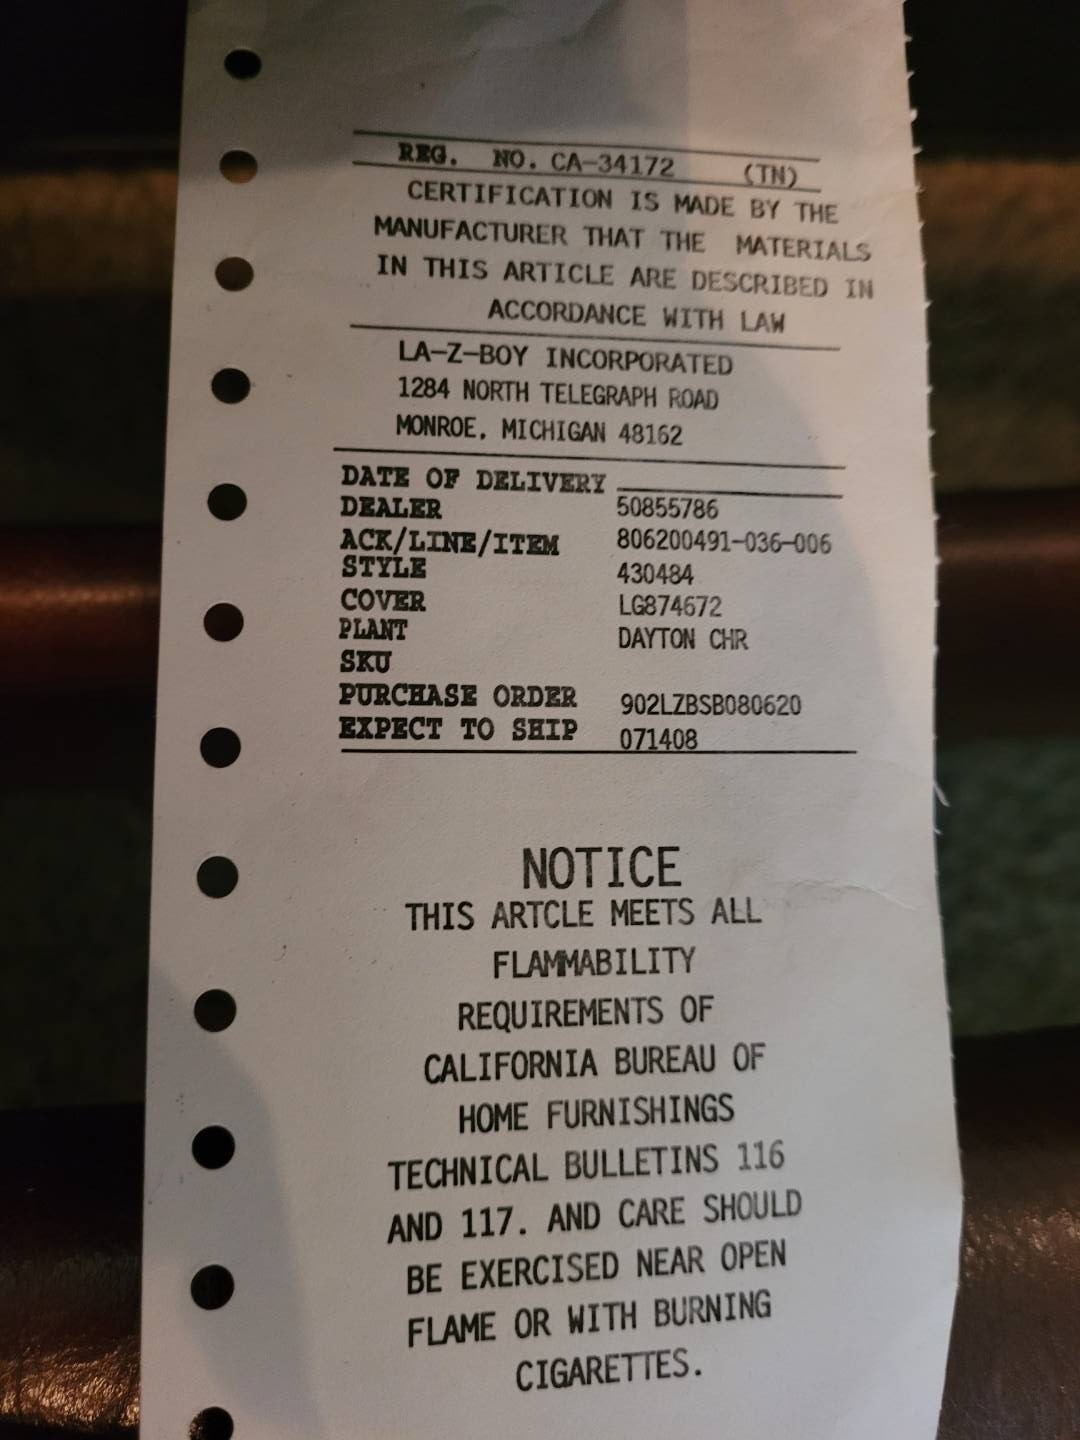 REG. NO. CA-34172 (TN)
CERTIFICATION IS MADE BY THE
MANUFACTURER THAT THE MATERIALS
IN THIS ARTICLE ARE DESCRIBED IN
ACCORDANCE WITH LAW
LA-Z-BOY INCORPORATED
1284 NORTH TELEGRAPH ROAD
MONROE, MICHIGAN 48162
DATE OF DELIVERY
DEALER 50855786
ACK/LINE/ITEM 806200491-036-006
STYLE 430484
COVER LG874672
PLANT DAYTON CHR
SKU
PURCHASE ORDER 902LZBSB080620
EXPECT TO SHIP 071408
NOTICE
THIS ARTCLE MEETS ALL
FLAMMABILITY
REQUIREMENTS OF
CALIFORNIA BUREAU OF
HOME FURNISHINGS
TECHNICAL BULLETINS 116
AND 117. AND CARE SHOULD
BE EXERCISED NEAR OPEN
FLAME OR WITH BURNING
CIGARETTES.